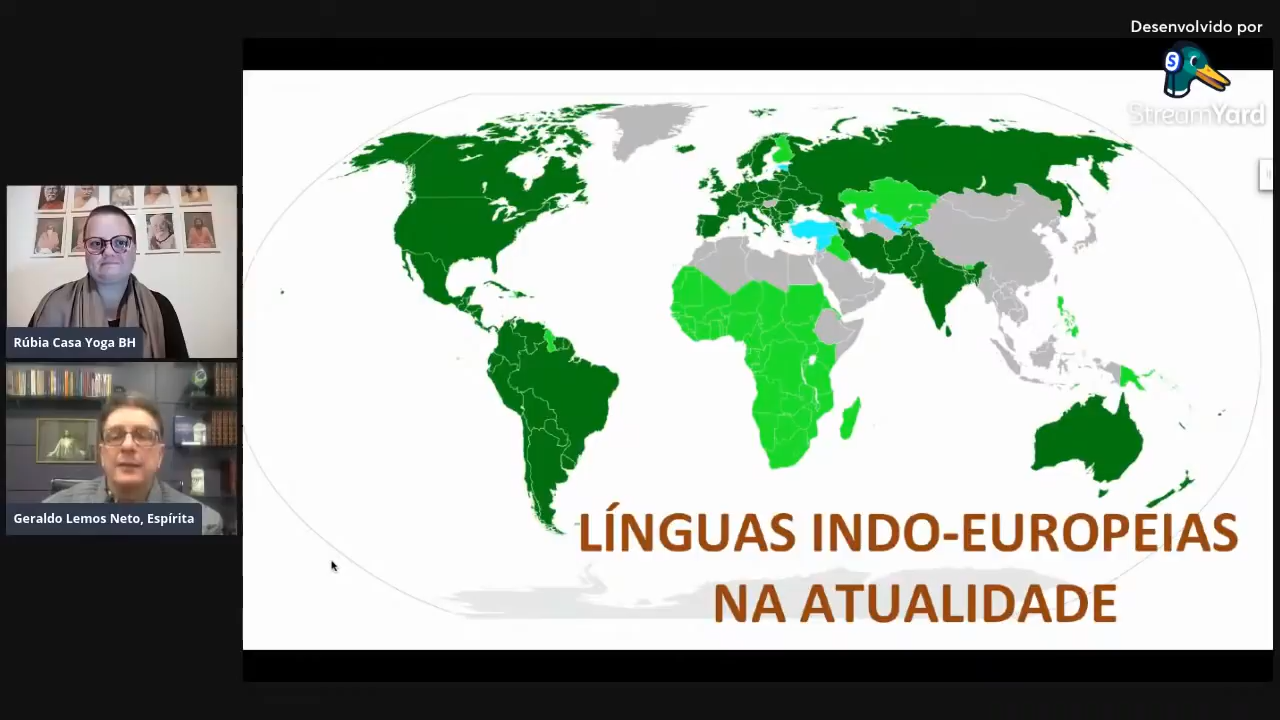 Desenvolvido por
S
StreamYard
Rúbia Casa Yoga BH
Geraldo Lemos Neto, Espírita
LÍNGUAS INDO-EUROPEIAS
NA ATUALIDADE